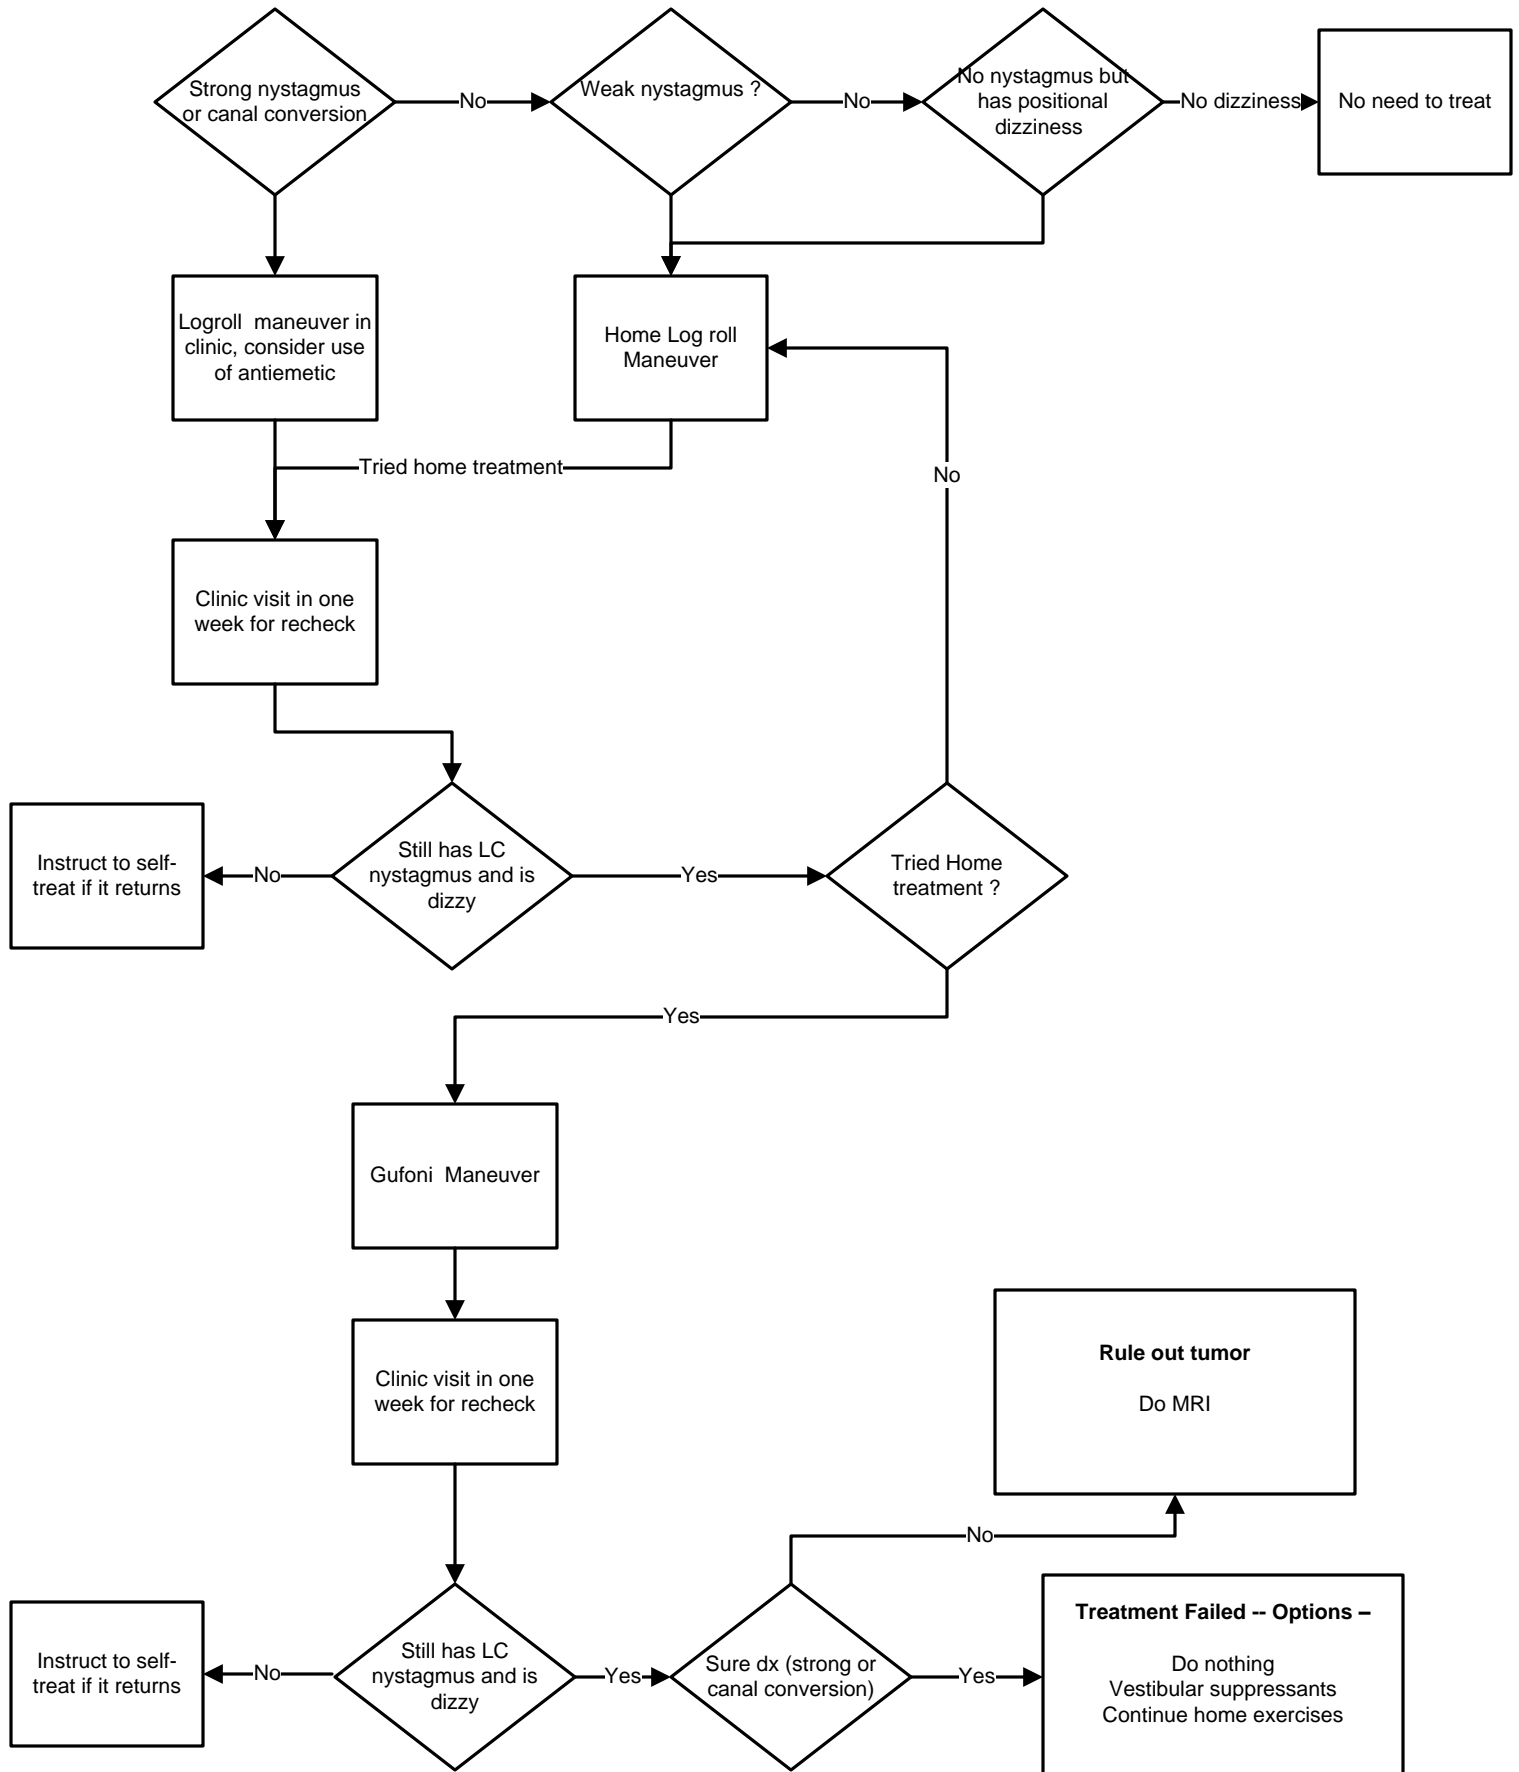 Strong nystagmus
or canal conversion
No
Weak nystagmus ?
No
No nystagmus but
has positional
dizziness
No dizziness
No need to treat
Logroll  maneuver in
clinic, consider use
of antiemetic
Home Log roll
Maneuver
Tried home treatment
No
Clinic visit in one
week for recheck
Instruct to self-
treat if it returns
No
Still has LC
nystagmus and is
dizzy
Yes
Tried Home
treatment ?
Yes
Gufoni  Maneuver
Clinic visit in one
week for recheck
Rule out tumor
Do MRI
No
Instruct to self-
treat if it returns
No
Still has LC
nystagmus and is
dizzy
Yes
Sure dx (strong or
canal conversion)
Yes
Treatment Failed -- Options –
Do nothing
Vestibular suppressants
Continue home exercises